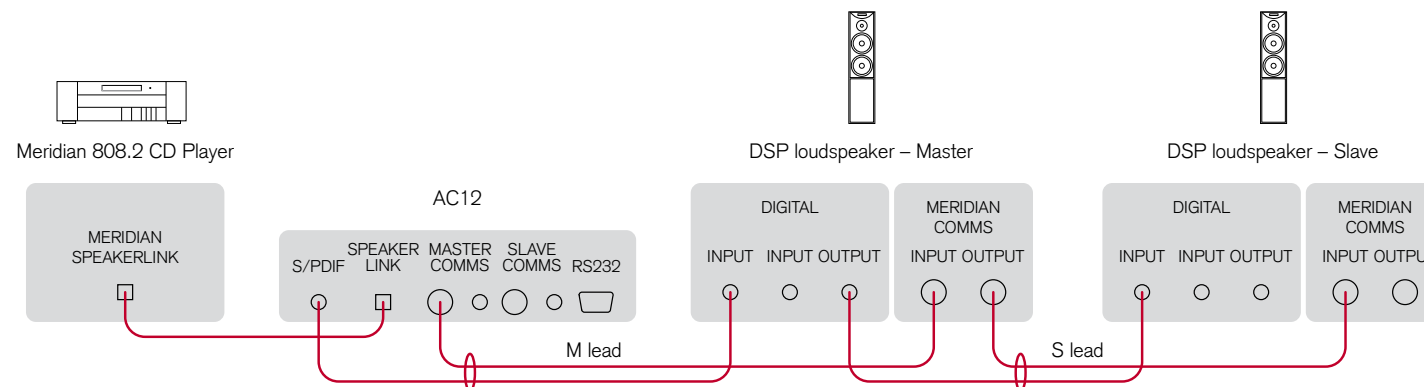 Meridian 808.2 CD Player
DSP loudspeaker – Master
DSP loudspeaker – Slave
MERIDIAN
SPEAKERLINK
AC12
S/PDIF
SPEAKER
LINK
MASTER
COMMS
SLAVE
COMMS
RS232
DIGITAL
INPUT
INPUT
OUTPUT
MERIDIAN
COMMS
INPUT
OUTPUT
DIGITAL
INPUT
INPUT
OUTPUT
MERIDIAN
COMMS
INPUT
OUTPU
M lead
S lead